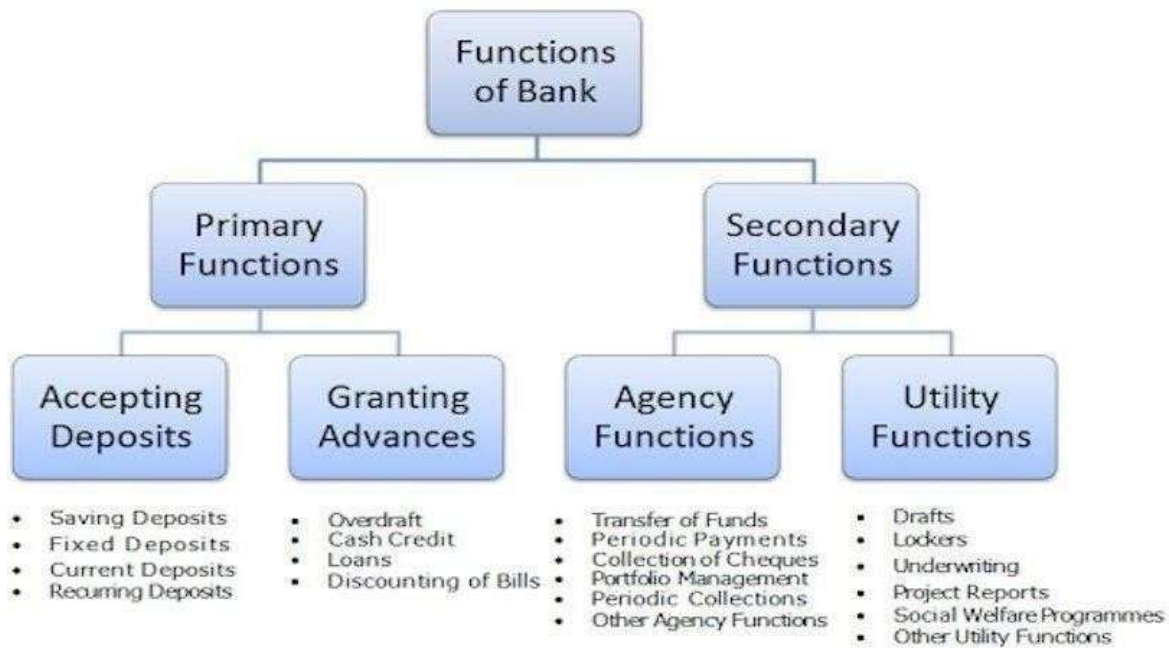 Functions
of Bank
Primary
Functions
Secondary
Functions
Accepting
Deposits
Granting
Advances
Agency
Functions
Utility
Functions
• Saving Deposits
• Fixed Deposits
• Current Deposits
• Recurring Deposits
• Overdraft
• Cash Credit
• Loans
• Discounting of Bills
• Transfer of Funds
• Periodic Payments
• Collection of Cheques
• Portfolio Management
• Periodic Collections
• Other Agency Functions
• Drafts
• Lockers
• Underwriting
• Project Reports
• Social Welfare Programmes
• Other Utility Functions